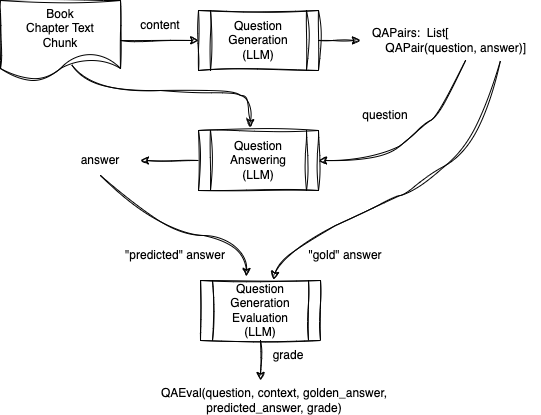 Book
Chapter Text
Chunk
content
Question
Generation
(LLM)
QAPairs: List[
QAPair(question, answer)]
question
Question
Answering
(LLM)
answer
"predicted" answer
"gold" answer
Question
Generation
Evaluation
(LLM)
grade
QAEval(question, context, golden_answer,
predicted_answer, grade)